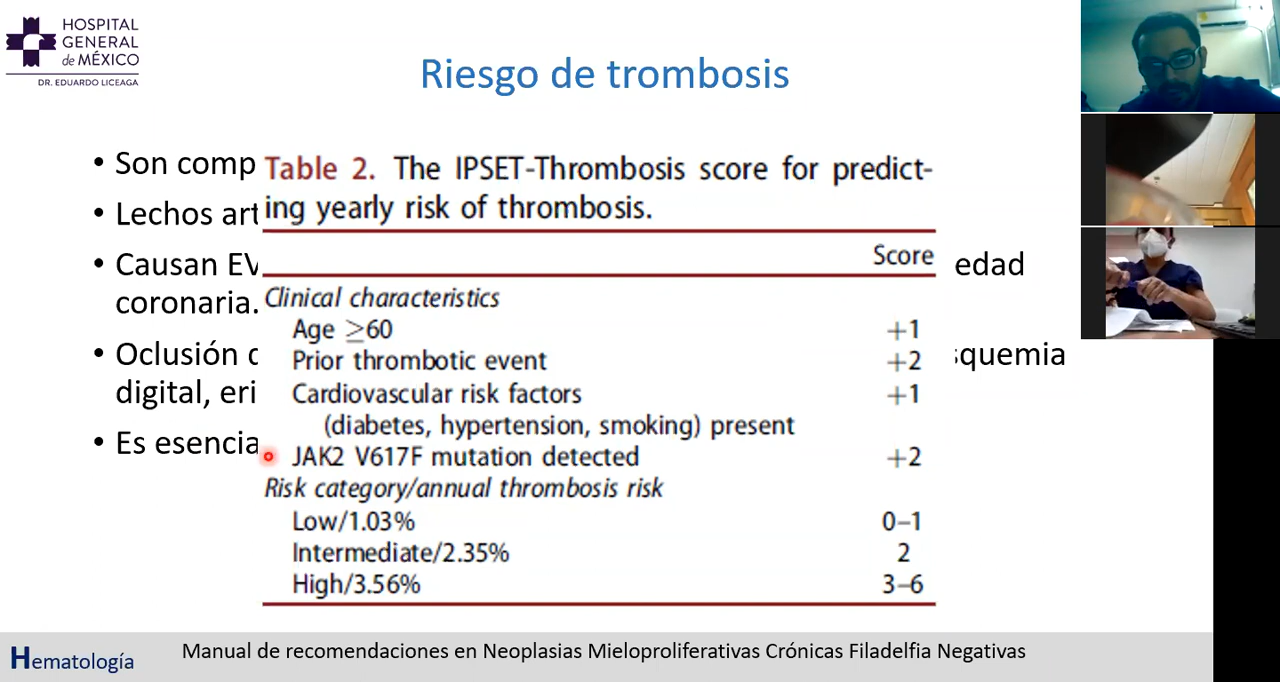 HOSPITAL
GENERAL
de MÉXICO
DR. EDUARDO LICEAGA
Riesgo de trombosis
• Son comp
• Lechos art
• Causan EV edad
coronaria.
• Oclusión squemia
digital, eri
• Es esencia
Table 2. The IPSET-Thrombosis score for predict-
ing yearly risk of thrombosis.
Score
Clinical characteristics
Age ≥60 +1
Prior thrombotic event +2
Cardiovascular risk factors +1
(diabetes, hypertension, smoking) present
JAK2 V617F mutation detected +2
Risk category/annual thrombosis risk
Low/1.03% 0–1
Intermediate/2.35% 2
High/3.56% 3–6
Hematología
Manual de recomendaciones en Neoplasias Mieloproliferativas Crónicas Filadelfia Negativas